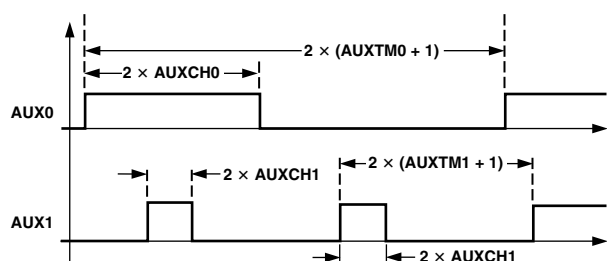 2 × (AUXTM0 + 1)
2 × AUXCH0
AUX0
2 × (AUXTM1 + 1)
2 × AUXCH1
AUX1
2 × AUXCH1